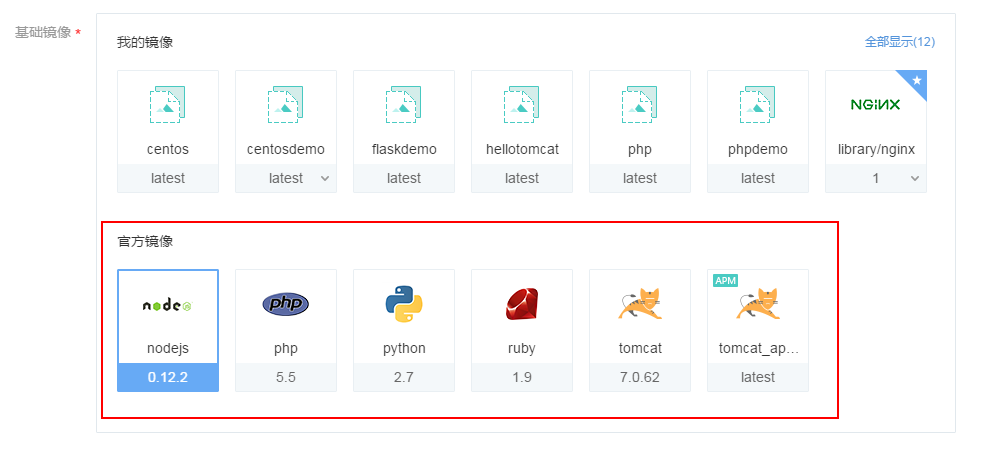 基础镜像 *
我的镜像 全部显示(12)
NGiNX
centos centosdemo flaskdemo hellotomcat php phpdemo library/nginx
latest latest latest latest latest latest 1
官方镜像
APM
node php
nodejs php python ruby tomcat tomcat_ap...
0.12.2 5.5 2.7 1.9 7.0.62 latest